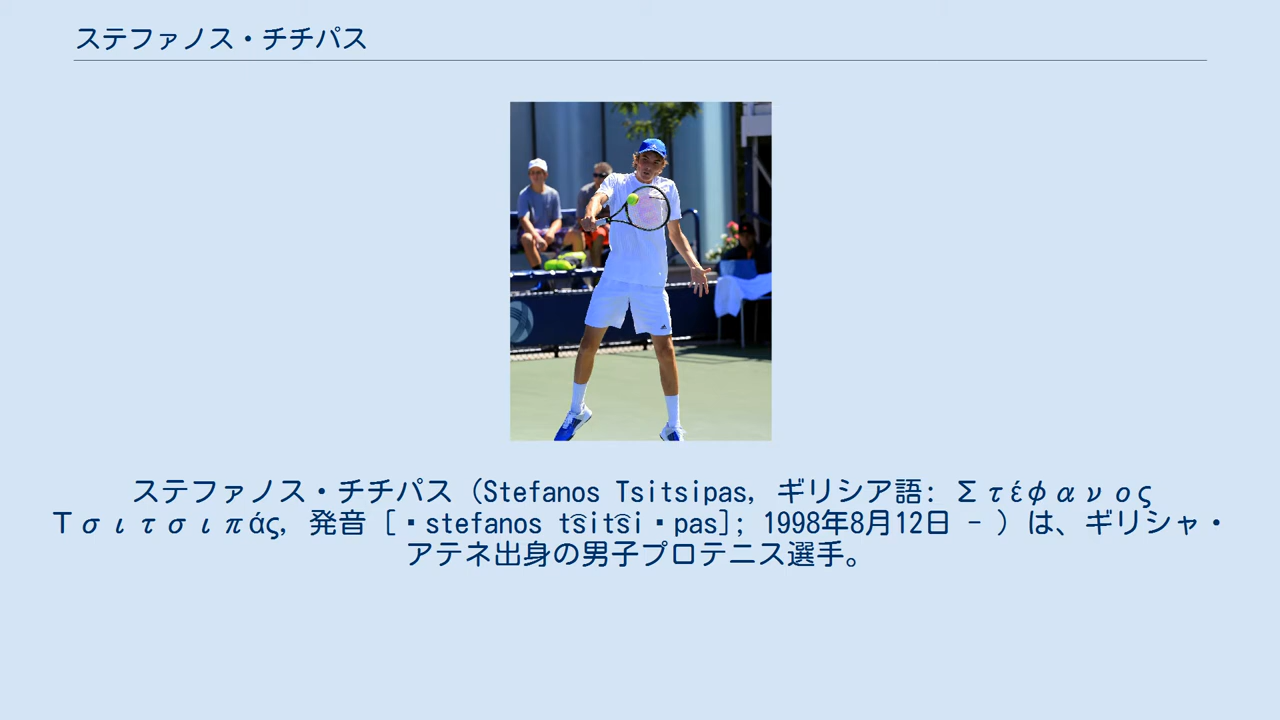 ステファノス・チチパス
ステファノス・チチパス（Stefanos Tsitsipas, ギリシア語: Στέφανος
Τσιτσιπάς, 発音 [ˈstefanos t͡sit͡siˈpas]; 1998年8月12日 - ）は、ギリシャ・
アテネ出身の男子プロテニス選手。